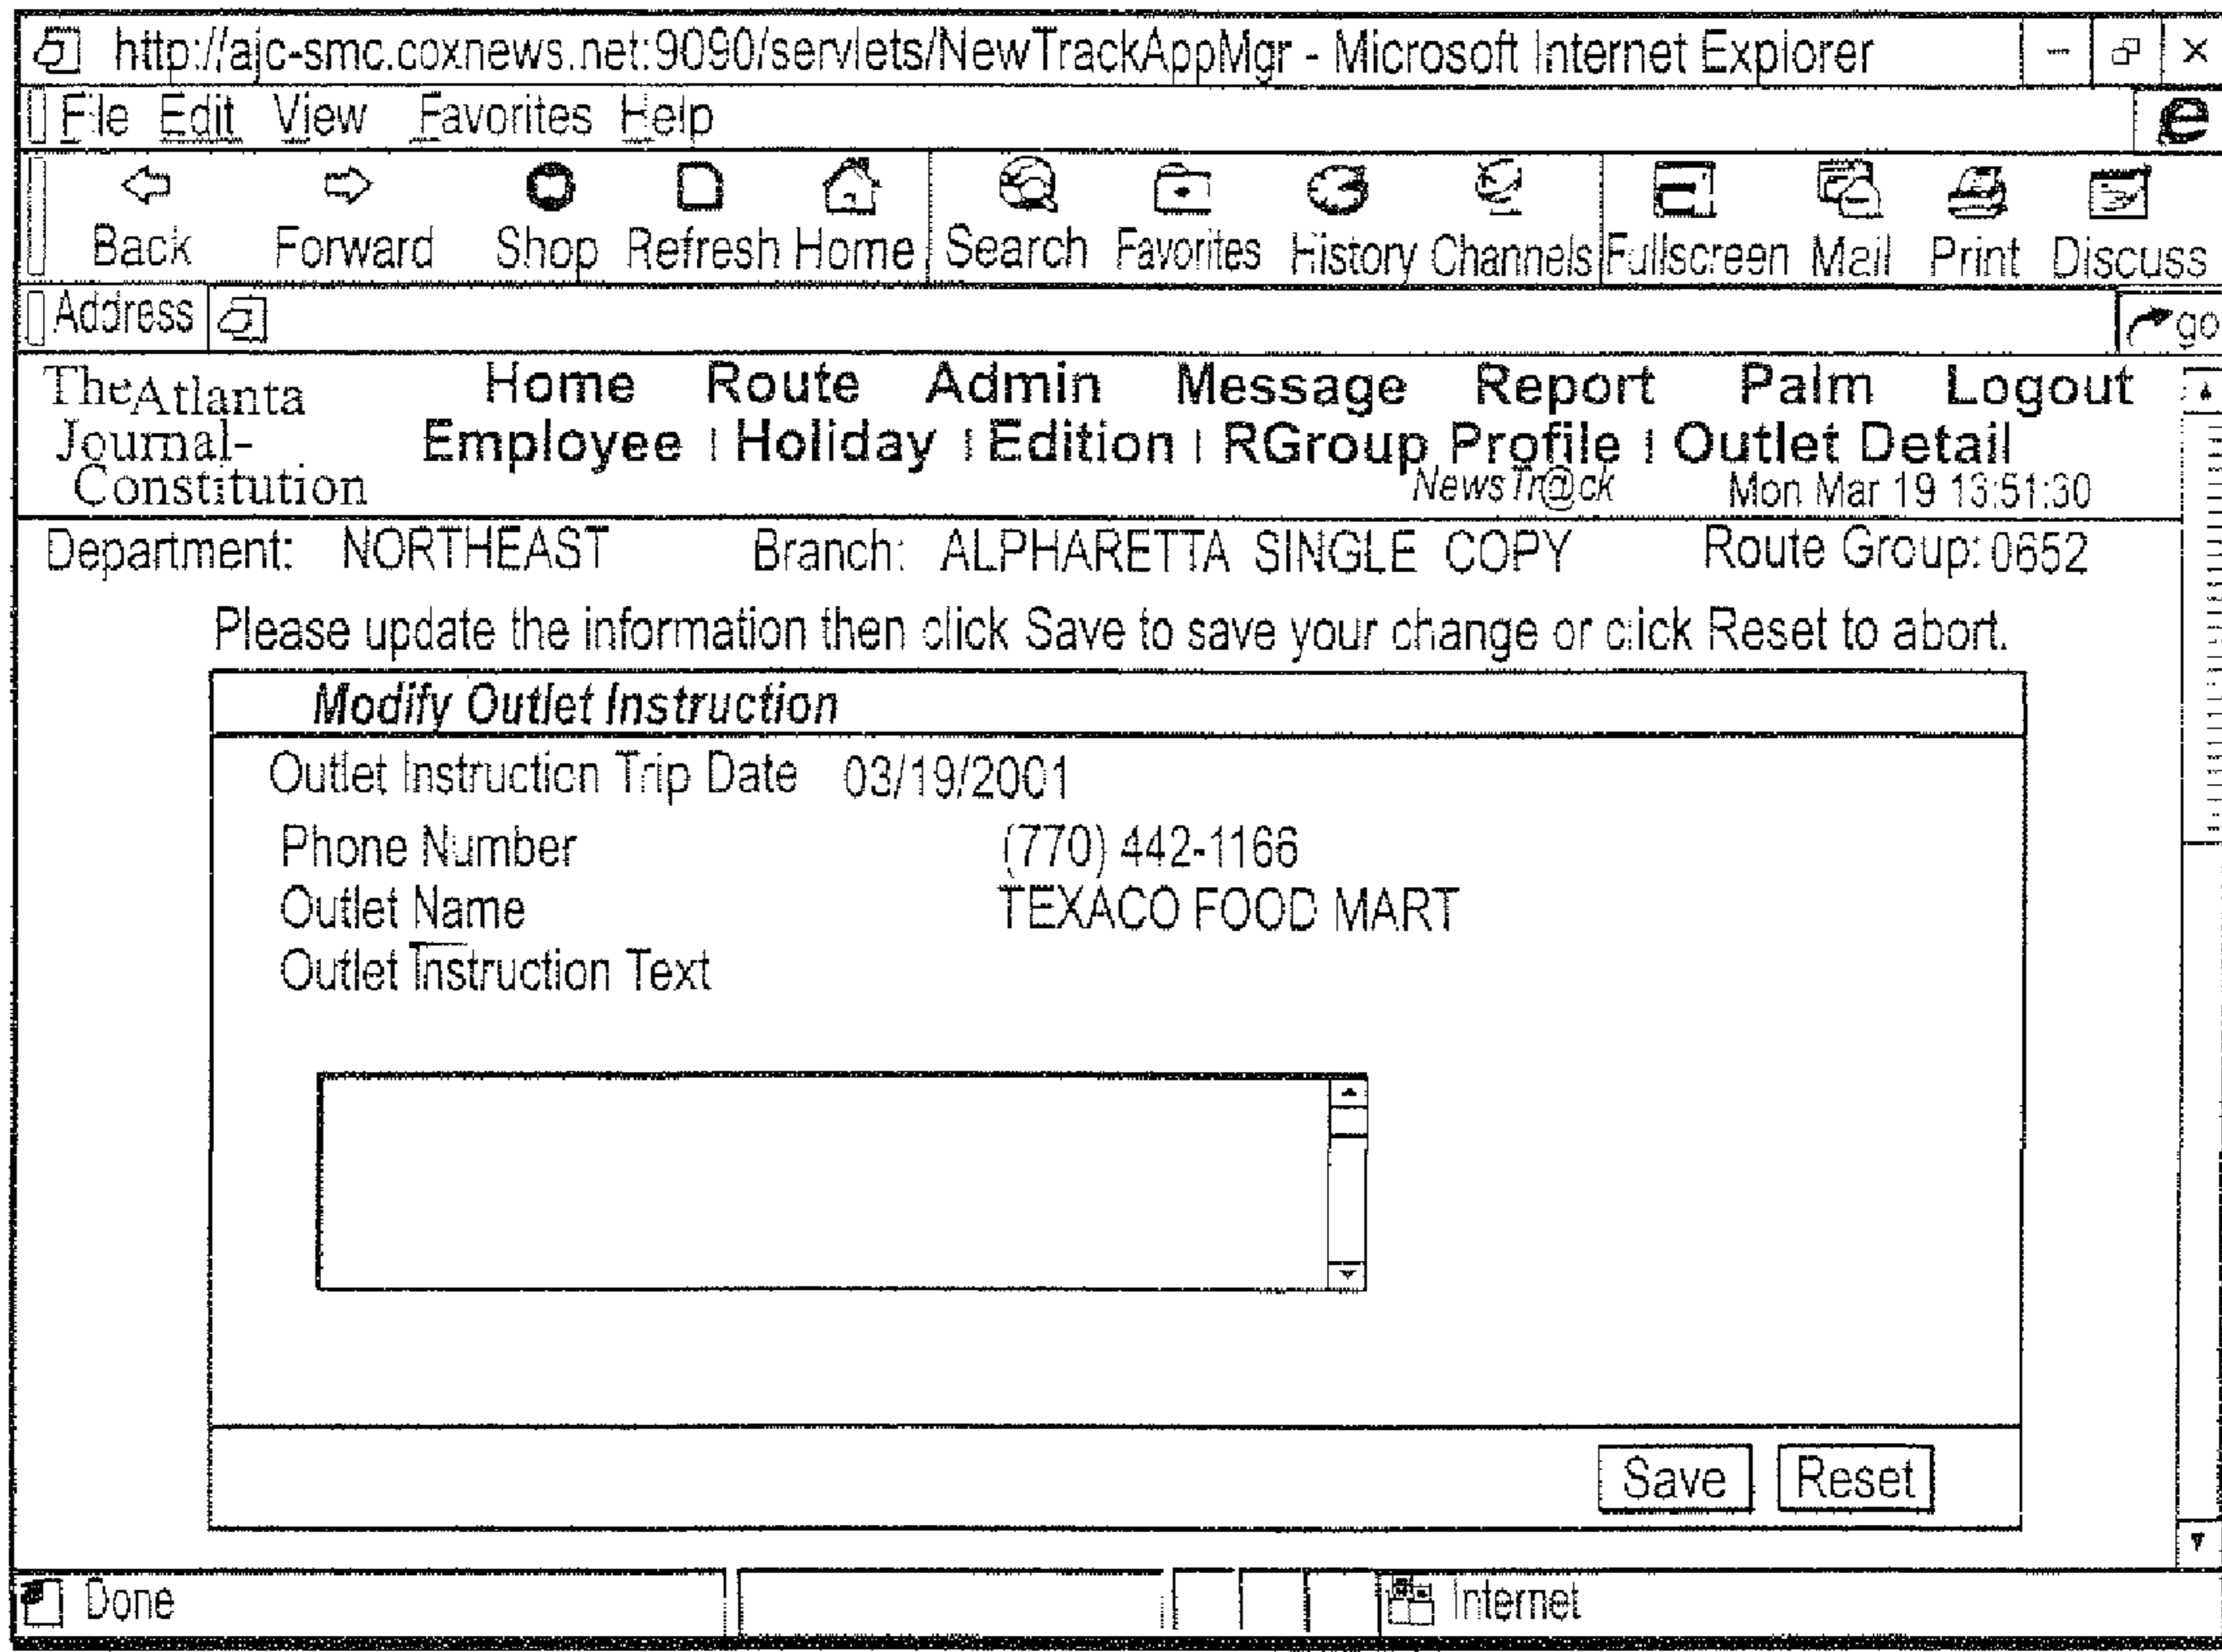 http://ajc-smc.coxnews.net:9090/servlets/NewTrackAppMgr - Microsoft Internet Explorer
File Edit View Favorites Help
Back Forward Shop Refresh Home Search Favorites History Channels Fullscreen Mail Print Discuss
Address go
The Atlanta Journal-Constitution
Home Route Admin Message Report Palm Logout
Employee | Holiday | Edition | RGroup Profile | Outlet Detail
NewsTr@ck Mon Mar 19 13:51:30
Department: NORTHEAST Branch: ALPHARETTA SINGLE COPY Route Group: 0652
Please update the information then click Save to save your change or click Reset to abort.
Modify Outlet Instruction
Outlet Instruction Trip Date 03/19/2001
Phone Number (770) 442-1166
Outlet Name TEXACO FOOD MART
Outlet Instruction Text
Save Reset
Done Internet